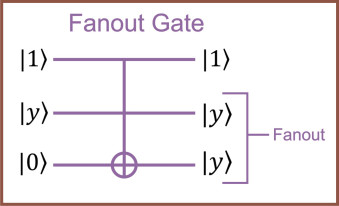 Fanout Gate
|1⟩ |1⟩
|y⟩ |y⟩
Fanout
|0⟩ |y⟩